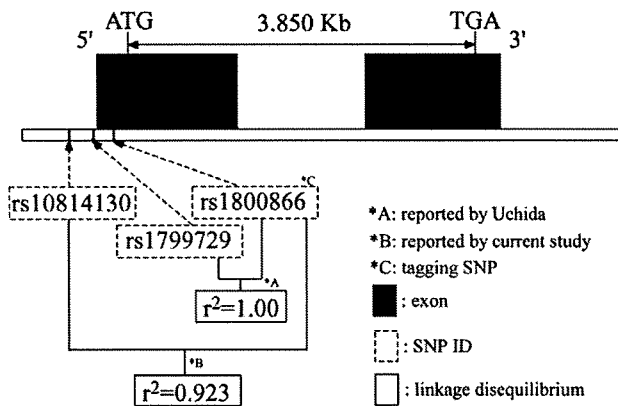 ATG 3.850 Kb TGA
5' 3'
*C
rs10814130 rs1800866
rs1799729
*A
r²=1.00
*B
r²=0.923
*A: reported by Uchida
*B: reported by current study
*C: tagging SNP
: exon
: SNP ID
: linkage disequilibrium